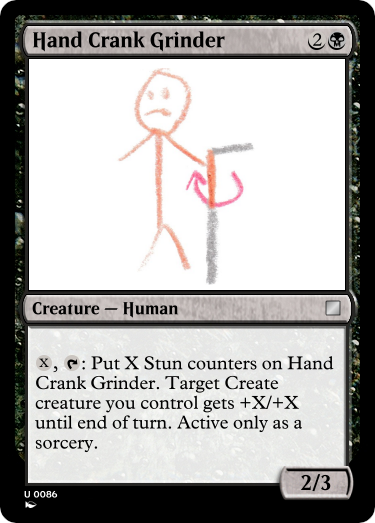 Hand Crank Grinder 2
Creature — Human
X, : Put X Stun counters on Hand
Crank Grinder. Target Create
creature you control gets +X/+X
until end of turn. Active only as a
sorcery.
2/3
U 0086